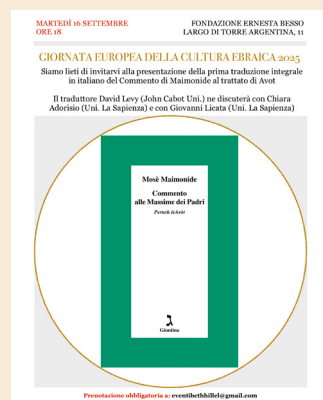 MARTEDÌ 16 SETTEMBRE
ORE 18
FONDAZIONE ERNESTA BESSO
LARGO DI TORRE ARGENTINA, 11
GIORNATA EUROPEA DELLA CULTURA EBRAICA 2025
Siamo lieti di invitarvi alla presentazione della prima traduzione integrale
in italiano del Commento di Maimonide al trattato di Avot
Il traduttore David Levy (John Cabot Uni.) ne discuterà con Chiara
Adorisio (Uni. La Sapienza) e con Giovanni Licata (Uni. La Sapienza)
Mosè Maimonide
Commento
alle Massime dei Padri
Perush leAvòt
Giuntina
Prenotazione obbligatoria a: eventibethhillel@gmail.com